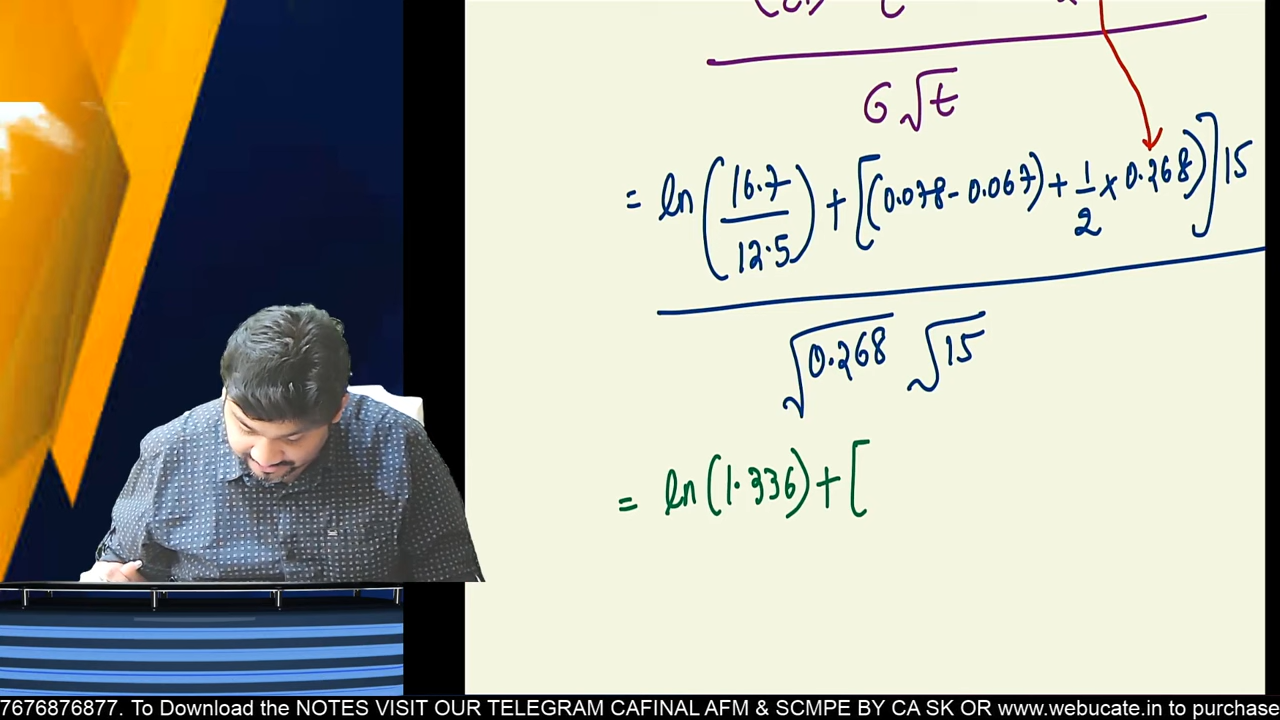 σ√t
= ln(16.7/12.5) + [(0.078 - 0.067) + 1/2 × 0.268)] 15
√0.268 √15
= ln(1.336) + [
7676876877. To Download the NOTES VISIT OUR TELEGRAM CAFINAL AFM & SCMPE BY CA SK OR www.webucate.in to purchase